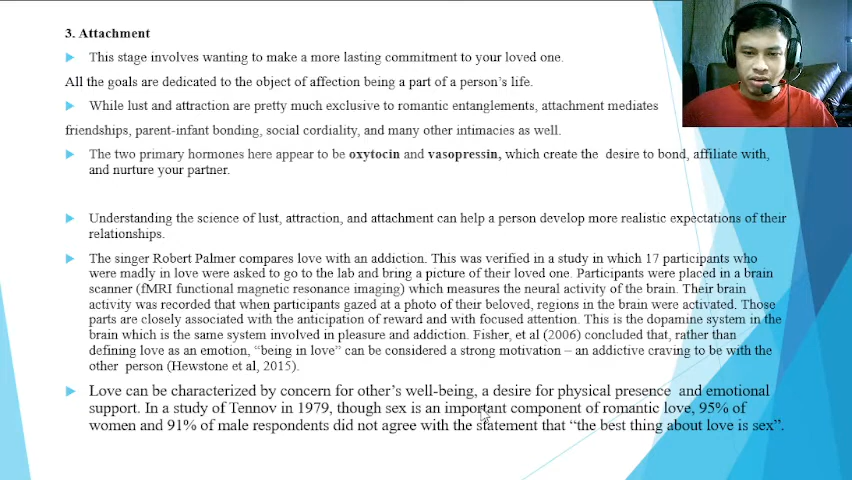 3. Attachment
This stage involves wanting to make a more lasting commitment to your loved one.
All the goals are dedicated to the object of affection being a part of a person's life.
While lust and attraction are pretty much exclusive to romantic entanglements, attachment mediates
friendships, parent-infant bonding, social cordiality, and many other intimacies as well.
The two primary hormones here appear to be oxytocin and vasopressin, which create the desire to bond, affiliate with,
and nurture your partner.
Understanding the science of lust, attraction, and attachment can help a person develop more realistic expectations of their
relationships.
The singer Robert Palmer compares love with an addiction. This was verified in a study in which 17 participants who
were madly in love were asked to go to the lab and bring a picture of their loved one. Participants were placed in a brain
scanner (fMRI functional magnetic resonance imaging) which measures the neural activity of the brain. Their brain
activity was recorded that when participants gazed at a photo of their beloved, regions in the brain were activated. Those
parts are closely associated with the anticipation of reward and with focused attention. This is the dopamine system in the
brain which is the same system involved in pleasure and addiction. Fisher, et al (2006) concluded that, rather than
defining love as an emotion, “being in love” can be considered a strong motivation – an addictive craving to be with the
other person (Hewstone et al, 2015).
Love can be characterized by concern for other's well-being, a desire for physical presence and emotional
support. In a study of Tennov in 1979, though sex is an important component of romantic love, 95% of
women and 91% of male respondents did not agree with the statement that “the best thing about love is sex”.